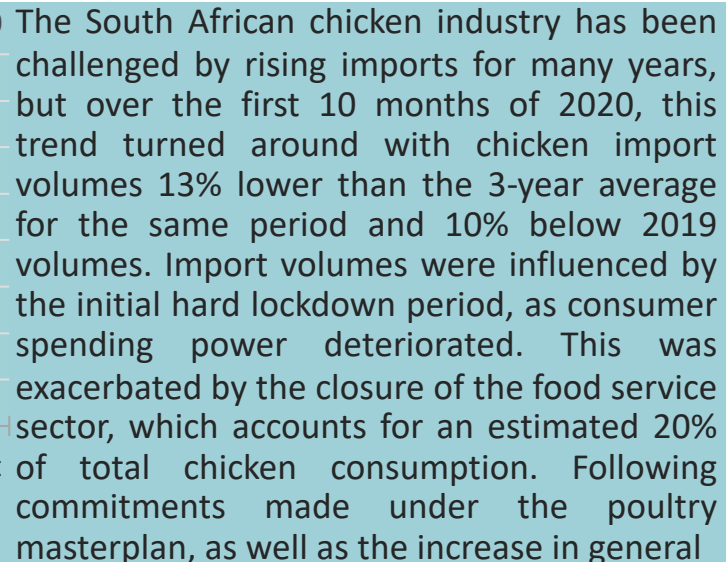 The South African chicken industry has been
challenged by rising imports for many years,
but over the first 10 months of 2020, this
trend turned around with chicken import
volumes 13% lower than the 3-year average
for the same period and 10% below 2019
volumes. Import volumes were influenced by
the initial hard lockdown period, as consumer
spending power deteriorated. This was
exacerbated by the closure of the food service
sector, which accounts for an estimated 20%
of total chicken consumption. Following
commitments made under the poultry
masterplan, as well as the increase in general